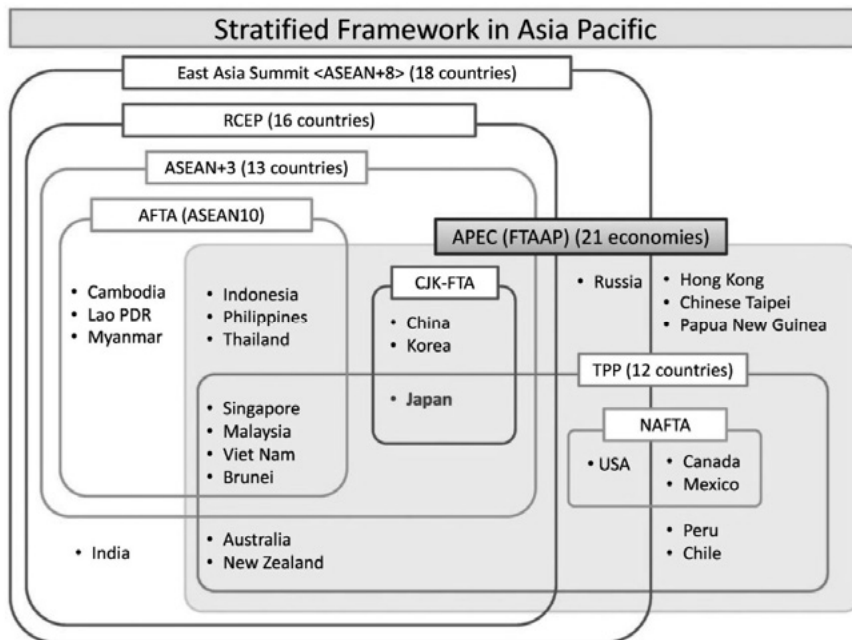 Stratified Framework in Asia Pacific
East Asia Summit <ASEAN+8> (18 countries)
RCEP (16 countries)
ASEAN+3 (13 countries)
AFTA (ASEAN10)
APEC (FTAAP) (21 economies)
• Cambodia
• Lao PDR
• Myanmar
• Indonesia
• Philippines
• Thailand
CJK-FTA
• China
• Korea
• Japan
• Russia
• Hong Kong
• Chinese Taipei
• Papua New Guinea
TPP (12 countries)
• Singapore
• Malaysia
• Viet Nam
• Brunei
NAFTA
• USA
• Canada
• Mexico
• India
• Australia
• New Zealand
• Peru
• Chile